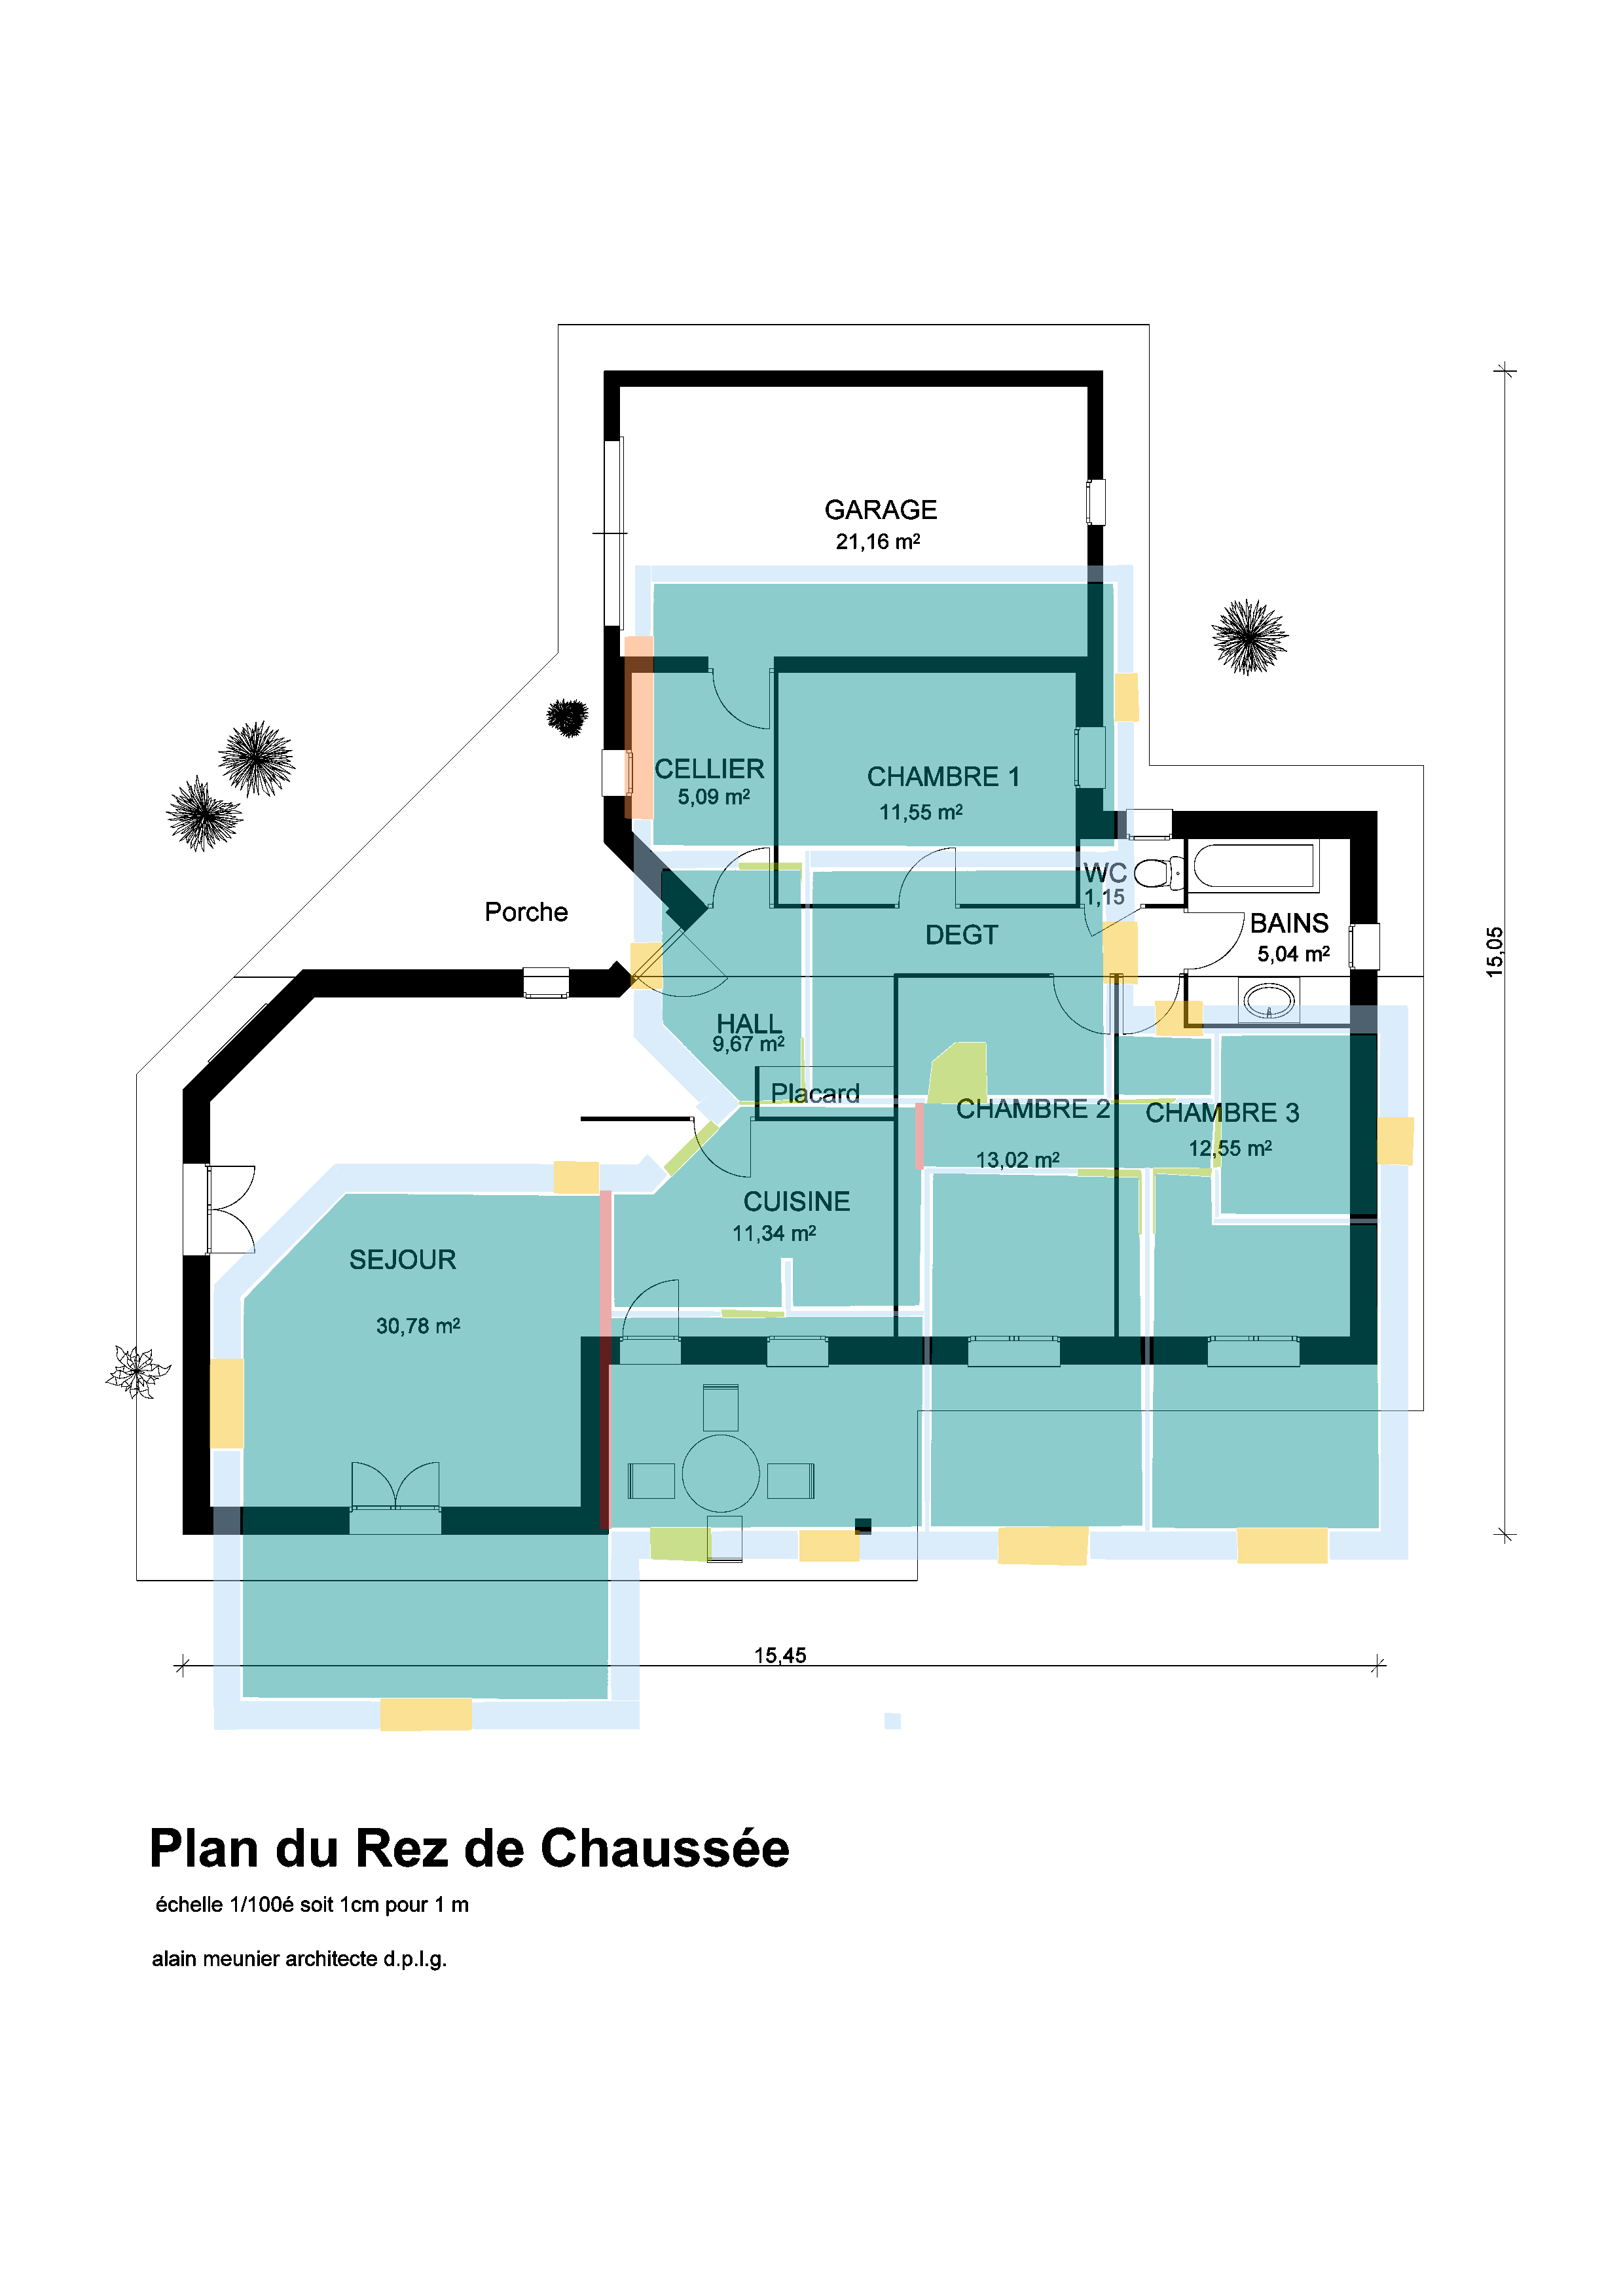 GARAGE
21,16 m²
CELLIER
5,09 m²
CHAMBRE 1
11,55 m²
WC
1,15
Porche
DEGT
BAINS
5,04 m²
15,05
HALL
9,67 m²
Placard
CHAMBRE 2
13,02 m²
CHAMBRE 3
12,55 m²
CUISINE
11,34 m²
SEJOUR
30,78 m²
15,45
Plan du Rez de Chaussée
échelle 1/100é soit 1cm pour 1 m
alain meunier architecte d.p.l.g.